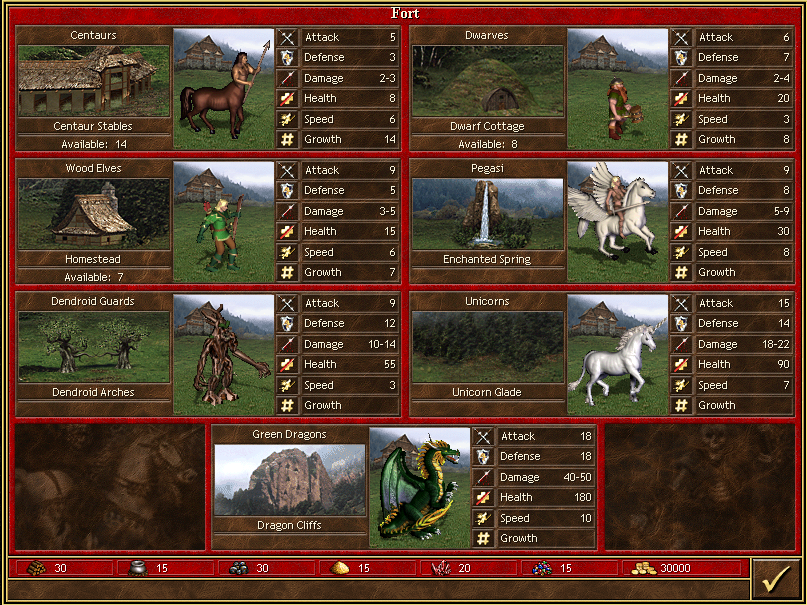 Fort
Centaurs
Centaur Stables
Available: 14
Attack 5
Defense 3
Damage 2-3
Health 8
Speed 6
Growth 14
Dwarves
Dwarf Cottage
Available: 8
Attack 6
Defense 7
Damage 2-4
Health 20
Speed 3
Growth 8
Wood Elves
Homestead
Available: 7
Attack 9
Defense 5
Damage 3-5
Health 15
Speed 6
Growth 7
Pegasi
Enchanted Spring
Attack 9
Defense 8
Damage 5-9
Health 30
Speed 8
Growth
Dendroid Guards
Dendroid Arches
Attack 9
Defense 12
Damage 10-14
Health 55
Speed 3
Growth
Unicorns
Unicorn Glade
Attack 15
Defense 14
Damage 18-22
Health 90
Speed 7
Growth
Green Dragons
Dragon Cliffs
Attack 18
Defense 18
Damage 40-50
Health 180
Speed 10
Growth
30 15 30 15 20 15 30000